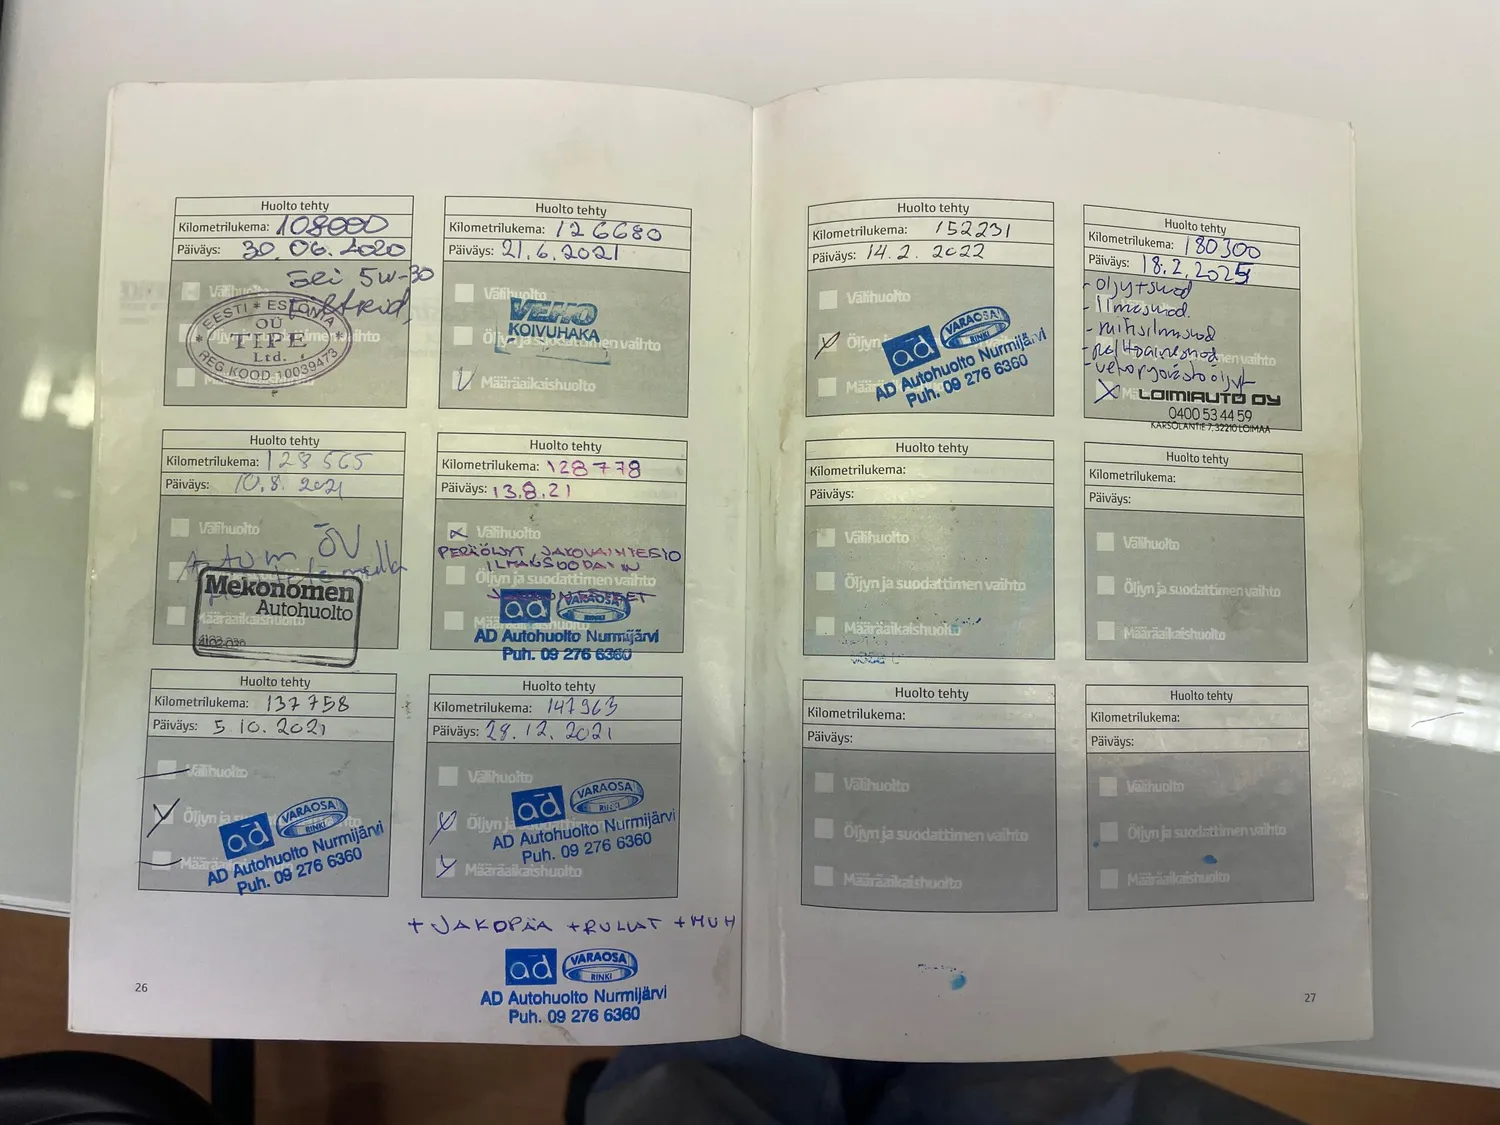 Huolto tehty
Kilometrilukema: 108000
Päiväys: 30.06.2020
5W-30
Välihuolto
EESTI * ESTONIA
OÜ
TIPE
Ltd.
REG. KOOD 10039473
Huolto tehty
Kilometrilukema: 126680
Päiväys: 21.6.2021
Välihuolto
VEHO
KOIVUHAKA
Öljyn ja suodattimen vaihto
Määräaikaishuolto
Huolto tehty
Kilometrilukema: 128565
Päiväys: 10.8.2021
Välihuolto
ÖV
Mekonomen
Autohuolto
Määräaikaishuolto
Huolto tehty
Kilometrilukema: 128778
Päiväys: 13.8.21
Välihuolto
PERÄÖLJYT, JAKOVAIHTEISTO
ILMASUODATIN
Öljyn ja suodattimen vaihto
ad VARAOSA RINKI
Määräaikaishuolto
AD Autohuolto Nurmijärvi
Puh. 09 276 6360
Huolto tehty
Kilometrilukema: 137758
Päiväys: 5.10.2021
Välihuolto
Öljyn ja
ad VARAOSA RINKI
AD Autohuolto Nurmijärvi
Puh. 09 276 6360
Huolto tehty
Kilometrilukema: 147963
Päiväys: 28.12.2021
Välihuolto
Öljyn ja
ad VARAOSA RINKI
AD Autohuolto Nurmijärvi
Puh. 09 276 6360
Määräaikaishuolto
+ JAKOPÄÄ + RULLAT + MUH
ad VARAOSA RINKI
AD Autohuolto Nurmijärvi
Puh. 09 276 6360
26
Huolto tehty
Kilometrilukema: 152231
Päiväys: 14.2.2022
Välihuolto
Öljyn
ad VARAOSA
AD Autohuolto Nurmijärvi
Puh. 09 276 6360
Huolto tehty
Kilometrilukema: 180300
Päiväys: 18.2.2025
- öljyt+suod
- ilmasuod.
- raitisilmasuod
- polttoainesuod
- vetopyörästööljyt
LOIMIAUTO OY
0400 53 44 59
KARSOLANTIE 7, 32210 LOIMAA
Huolto tehty
Kilometrilukema:
Päiväys:
Välihuolto
Öljyn ja suodattimen vaihto
Määräaikaishuolto
Huolto tehty
Kilometrilukema:
Päiväys:
Välihuolto
Öljyn ja suodattimen vaihto
Määräaikaishuolto
Huolto tehty
Kilometrilukema:
Päiväys:
Välihuolto
Öljyn ja suodattimen vaihto
Määräaikaishuolto
Huolto tehty
Kilometrilukema:
Päiväys:
Välihuolto
Öljyn ja suodattimen vaihto
Määräaikaishuolto
27